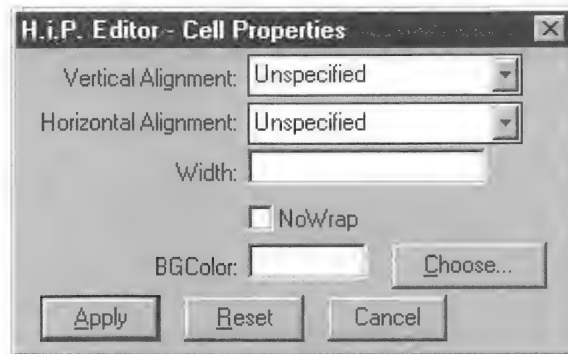 H.i.P. Editor - Cell Properties
Vertical Alignment: Unspecified
Horizontal Alignment: Unspecified
Width:
NoWrap
BGColor: Choose...
Apply Reset Cancel